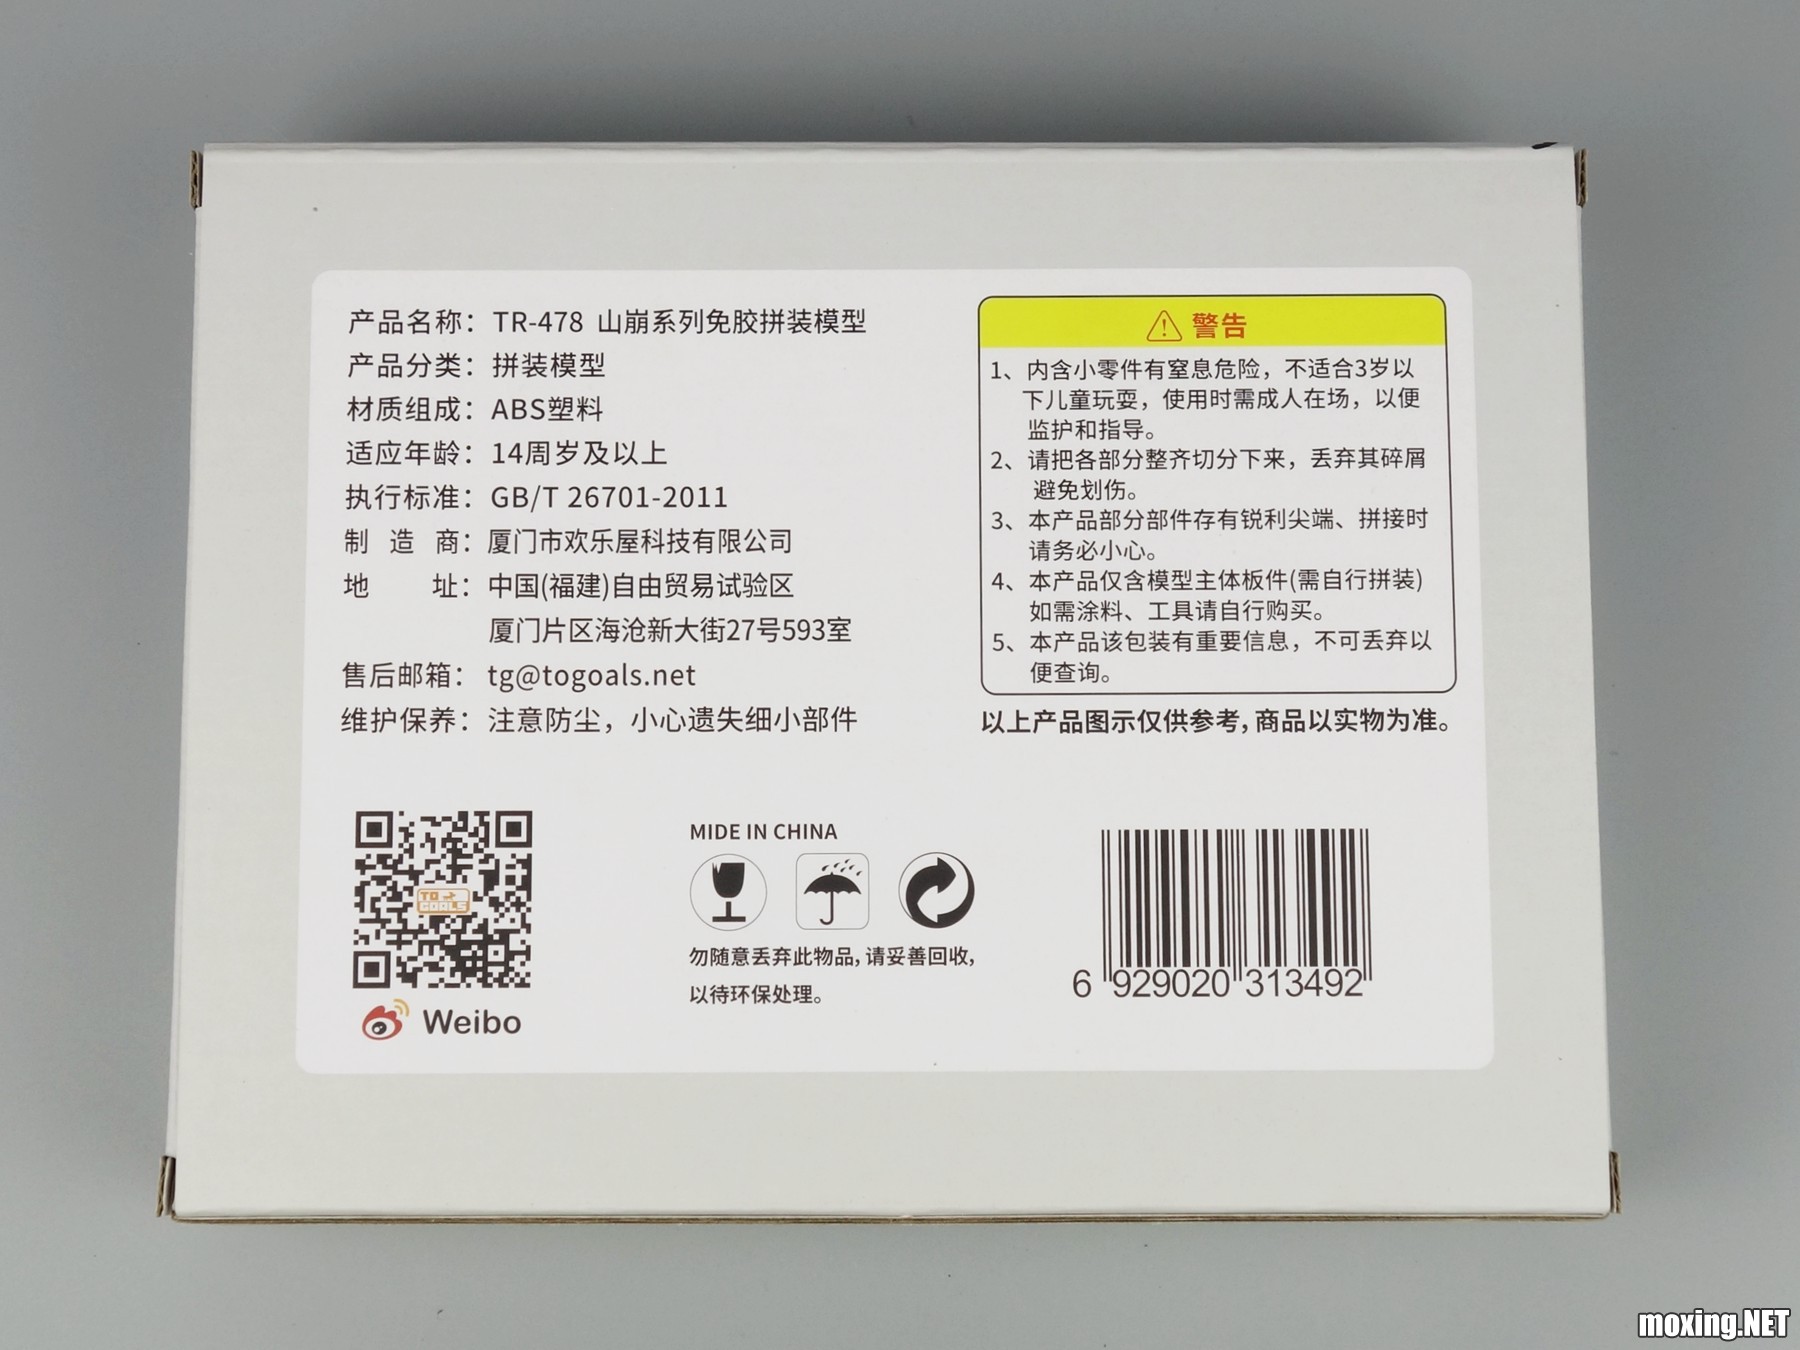 产品名称：TR-478 山崩系列免胶拼装模型
产品分类：拼装模型
材质组成：ABS塑料
适应年龄：14周岁及以上
执行标准：GB/T 26701-2011
制 造 商：厦门市欢乐屋科技有限公司
地 址：中国(福建)自由贸易试验区
厦门片区海沧新大街27号593室
售后邮箱：tg@togoals.net
维护保养：注意防尘，小心遗失细小部件
警告
1、内含小零件有窒息危险，不适合3岁以
下儿童玩耍，使用时需成人在场，以便
监护和指导。
2、请把各部分整齐切分下来，丢弃其碎屑
避免划伤。
3、本产品部分部件存有锐利尖端、拼接时
请务必小心。
4、本产品仅含模型主体板件(需自行拼装)
如需涂料、工具请自行购买。
5、本产品该包装有重要信息，不可丢弃以
便查询。
以上产品图示仅供参考，商品以实物为准。
TO
GOALS
Weibo
MIDE IN CHINA
勿随意丢弃此物品，请妥善回收，
以待环保处理。
6 929020 313492
moxing.NET